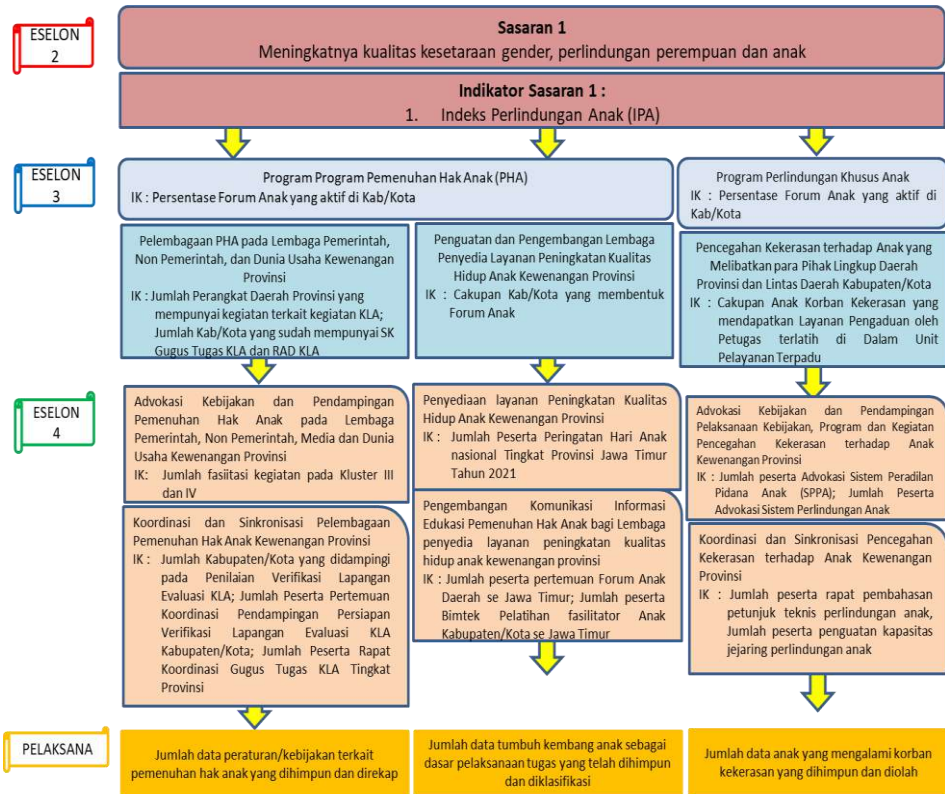 ESELON
2
Sasaran 1
Meningkatnya kualitas kesetaraan gender, perlindungan perempuan dan anak
Indikator Sasaran 1 :
1. Indeks Perlindungan Anak (IPA)
ESELON
3
Program Program Pemenuhan Hak Anak (PHA)
IK : Persentase Forum Anak yang aktif di Kab/Kota
Program Perlindungan Khusus Anak
IK : Persentase Forum Anak yang aktif di
Kab/Kota
Pelembagaan PHA pada Lembaga Pemerintah,
Non Pemerintah, dan Dunia Usaha Kewenangan
Provinsi
IK : Jumlah Perangkat Daerah Provinsi yang
mempunyai kegiatan terkait kegiatan KLA;
Jumlah Kab/Kota yang sudah mempunyai SK
Gugus Tugas KLA dan RAD KLA
Penguatan dan Pengembangan Lembaga
Penyedia Layanan Peningkatan Kualitas
Hidup Anak Kewenangan Provinsi
IK : Cakupan Kab/Kota yang membentuk
Forum Anak
Pencegahan Kekerasan terhadap Anak yang
Melibatkan para Pihak Lingkup Daerah
Provinsi dan Lintas Daerah Kabupaten/Kota
IK : Cakupan Anak Korban Kekerasan yang
mendapatkan Layanan Pengaduan oleh
Petugas terlatih di Dalam Unit
Pelayanan Terpadu
ESELON
4
Advokasi Kebijakan dan Pendampingan
Pemenuhan Hak Anak pada Lembaga
Pemerintah, Non Pemerintah, Media dan Dunia
Usaha Kewenangan Provinsi
IK: Jumlah fasiitasi kegiatan pada Kluster III
dan IV
Penyediaan layanan Peningkatan Kualitas
Hidup Anak Kewenangan Provinsi
IK : Jumlah Peserta Peringatan Hari Anak
nasional Tingkat Provinsi Jawa Timur
Tahun 2021
Advokasi Kebijakan dan Pendampingan
Pelaksanaan Kebijakan, Program dan Kegiatan
Pencegahan Kekerasan terhadap Anak
Kewenangan Provinsi
IK : Jumlah peserta Advokasi Sistem Peradilan
Pidana Anak (SPPA); Jumlah Peserta
Advokasi Sistem Perlindungan Anak
Koordinasi dan Sinkronisasi Pelembagaan
Pemenuhan Hak Anak Kewenangan Provinsi
IK : Jumlah Kabupaten/Kota yang didampingi
pada Penilaian Verifikasi Lapangan
Evaluasi KLA; Jumlah Peserta Pertemuan
Koordinasi Pendampingan Persiapan
Verifikasi Lapangan Evaluasi KLA
Kabupaten/Kota; Jumlah Peserta Rapat
Koordinasi Gugus Tugas KLA Tingkat
Provinsi
Pengembangan Komunikasi Informasi
Edukasi Pemenuhan Hak Anak bagi Lembaga
penyedia layanan peningkatan kualitas
hidup anak kewenangan provinsi
IK : Jumlah peserta pertemuan Forum Anak
Daerah se Jawa Timur; Jumlah peserta
Bimtek Pelatihan fasilitator Anak
Kabupaten/Kota se Jawa Timur
Koordinasi dan Sinkronisasi Pencegahan
Kekerasan terhadap Anak Kewenangan
Provinsi
IK : Jumlah peserta rapat pembahasan
petunjuk teknis perlindungan anak,
Jumlah peserta penguatan kapasitas
jejaring perlindungan anak
PELAKSANA
Jumlah data peraturan/kebijakan terkait
pemenuhan hak anak yang dihimpun dan direkap
Jumlah data tumbuh kembang anak sebagai
dasar pelaksanaan tugas yang telah dihimpun
dan diklasifikasi
Jumlah data anak yang mengalami korban
kekerasan yang dihimpun dan diolah